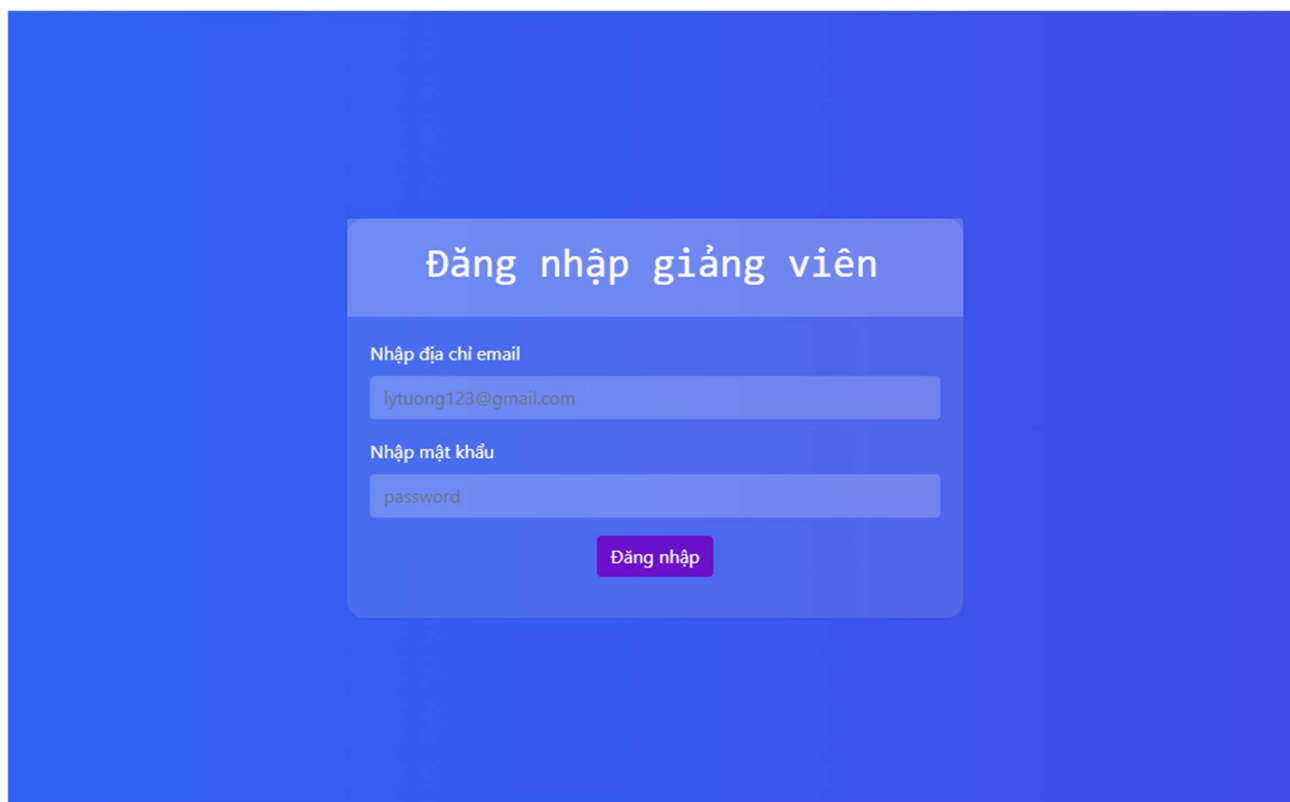 Đăng nhập giảng viên
Nhập địa chỉ email
lytuong123@gmail.com
Nhập mật khẩu
password
Đăng nhập